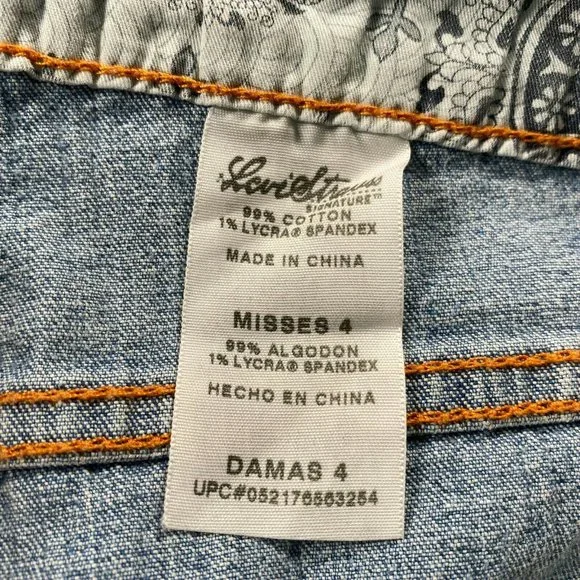 Levi Strauss
SIGNATURE™
99% COTTON
1% LYCRA® SPANDEX
MADE IN CHINA
MISSES 4
99% ALGODON
1% LYCRA® SPANDEX
HECHO EN CHINA
DAMAS 4
UPC#052176563254